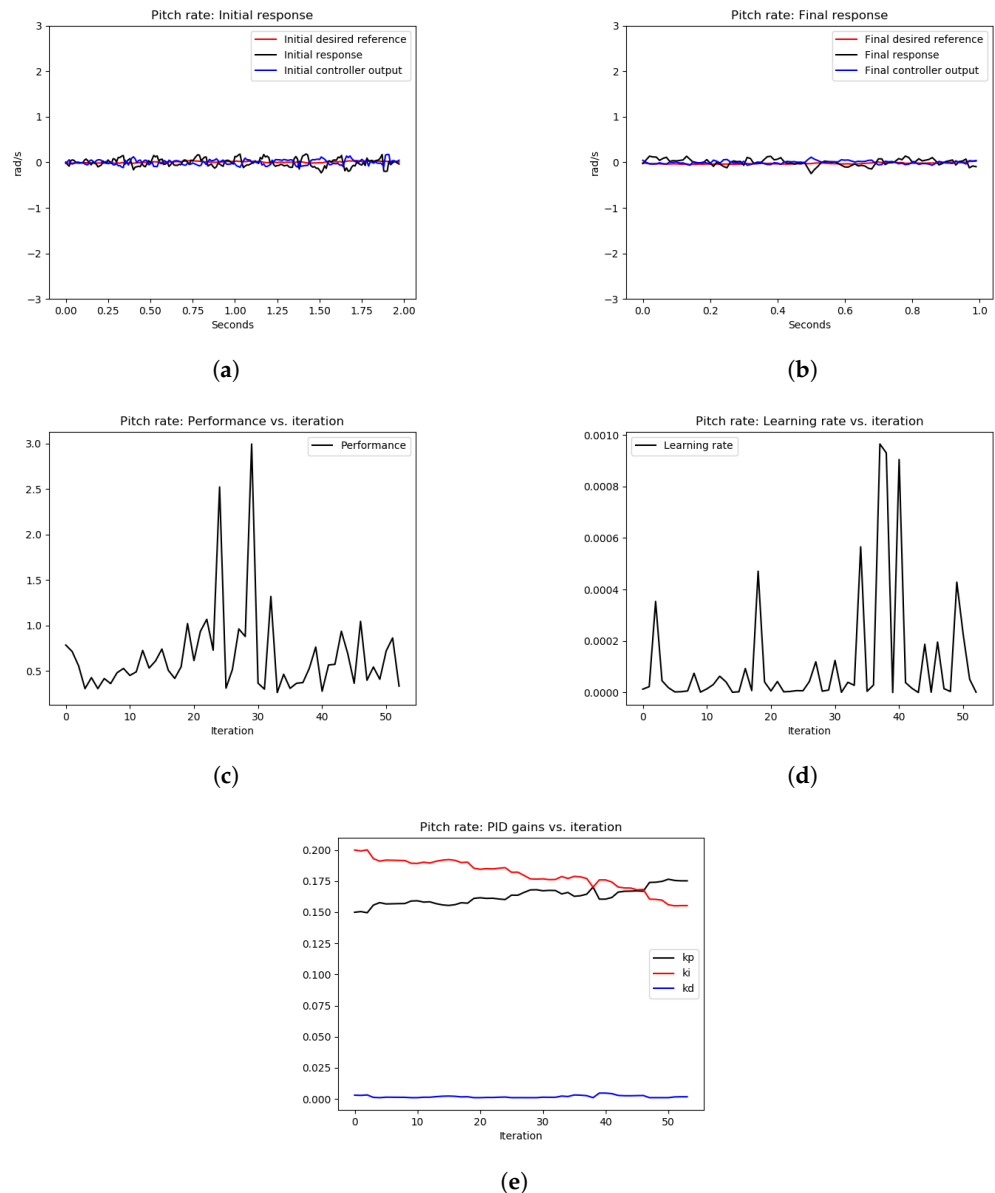 Pitch rate: Initial response
3
2
1
0
−1
−2
−3
rad/s
Initial desired reference
Initial response
Initial controller output
0.00 0.25 0.50 0.75 1.00 1.25 1.50 1.75 2.00
Seconds
(a)
Pitch rate: Final response
3
2
1
0
−1
−2
−3
rad/s
Final desired reference
Final response
Final controller output
0.0 0.2 0.4 0.6 0.8 1.0
Seconds
(b)
Pitch rate: Performance vs. iteration
3.0
2.5
2.0
1.5
1.0
0.5
Performance
0 10 20 30 40 50
Iteration
(c)
Pitch rate: Learning rate vs. iteration
0.0010
0.0008
0.0006
0.0004
0.0002
0.0000
Learning rate
0 10 20 30 40 50
Iteration
(d)
Pitch rate: PID gains vs. iteration
0.200
0.175
0.150
0.125
0.100
0.075
0.050
0.025
0.000
kp
ki
kd
0 10 20 30 40 50
Iteration
(e)